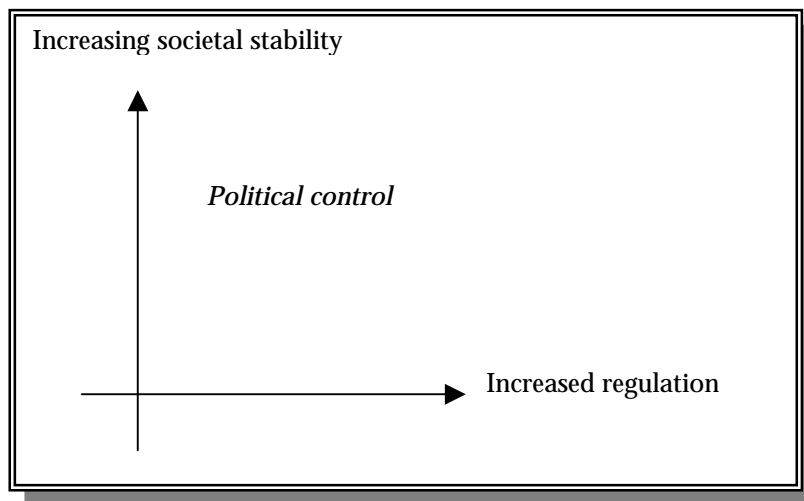 Increasing societal stability
Political control
Increased regulation